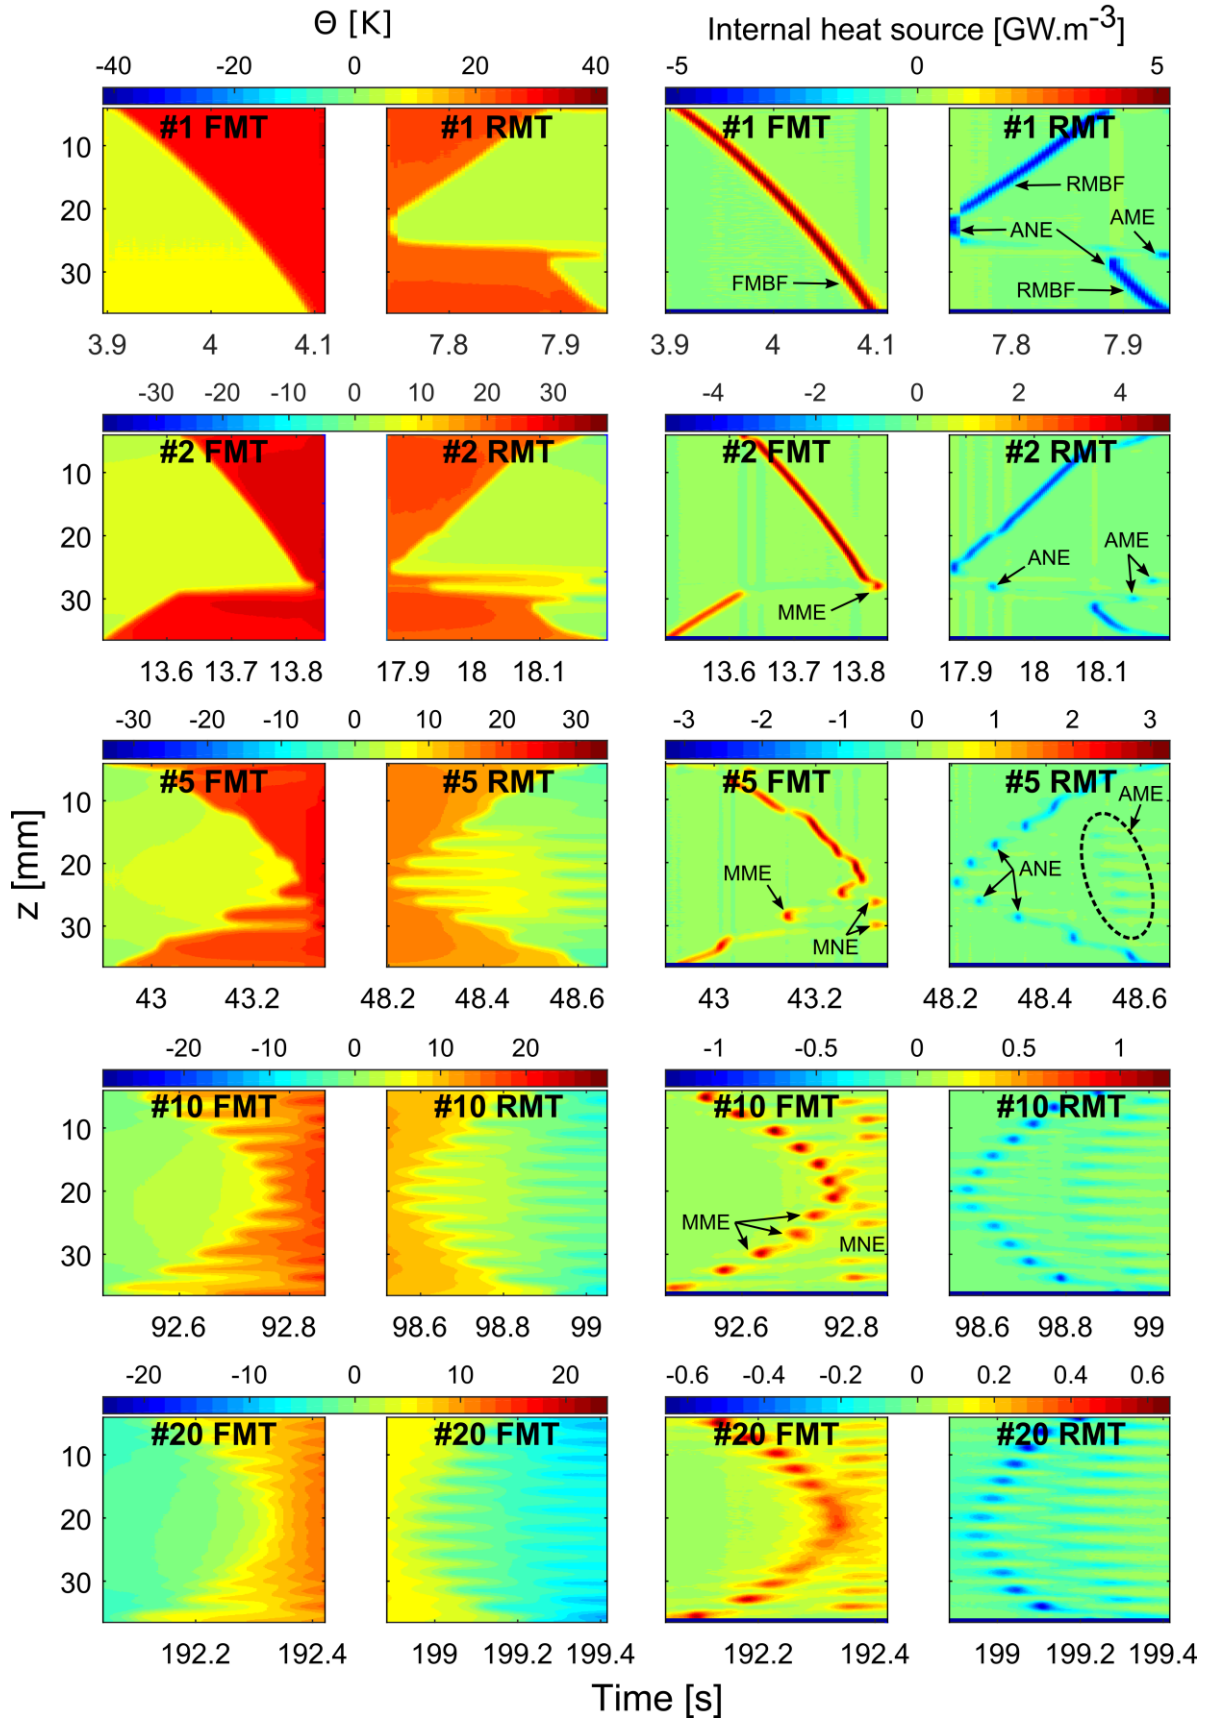 Θ [K]
Internal heat source [GW.m-3]
-40 -20 0 20 40
-5 0 5
#1 FMT
#1 RMT
#1 FMT
#1 RMT
10
20
30
RMBF
AME
ANE
FMBF
RMBF
3.9 4 4.1
7.8 7.9
3.9 4 4.1
7.8 7.9
-30 -20 -10 0 10 20 30
-4 -2 0 2 4
#2 FMT
#2 RMT
#2 FMT
#2 RMT
10
20
30
ANE
AME
MME
13.6 13.7 13.8
17.9 18 18.1
13.6 13.7 13.8
17.9 18 18.1
-30 -20 -10 0 10 20 30
-3 -2 -1 0 1 2 3
#5 FMT
#5 RMT
#5 FMT
#5 RMT
10
20
30
AME
MME
ANE
MNE
43 43.2
48.2 48.4 48.6
43 43.2
48.2 48.4 48.6
z [mm]
-20 -10 0 10 20
-1 -0.5 0 0.5 1
#10 FMT
#10 RMT
#10 FMT
#10 RMT
10
20
30
MME
MNE
92.6 92.8
98.6 98.8 99
92.6 92.8
98.6 98.8 99
-20 -10 0 10 20
-0.6 -0.4 -0.2 0 0.2 0.4 0.6
#20 FMT
#20 FMT
#20 FMT
#20 RMT
10
20
30
192.2 192.4
199 199.2 199.4
192.2 192.4
199 199.2 199.4
Time [s]